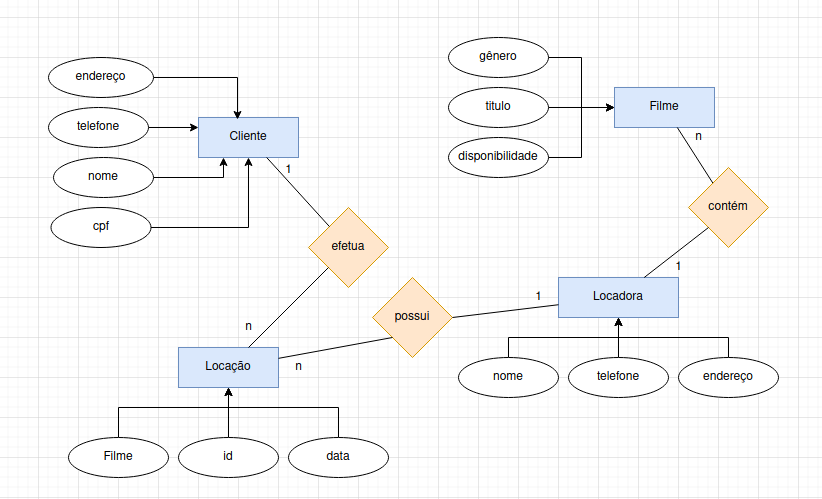 endereço
telefone
nome
cpf
Cliente
1
efetua
n
gênero
titulo
disponibilidade
Filme
n
contém
1
Locadora
1
possui
n
Locação
nome
telefone
endereço
Filme
id
data